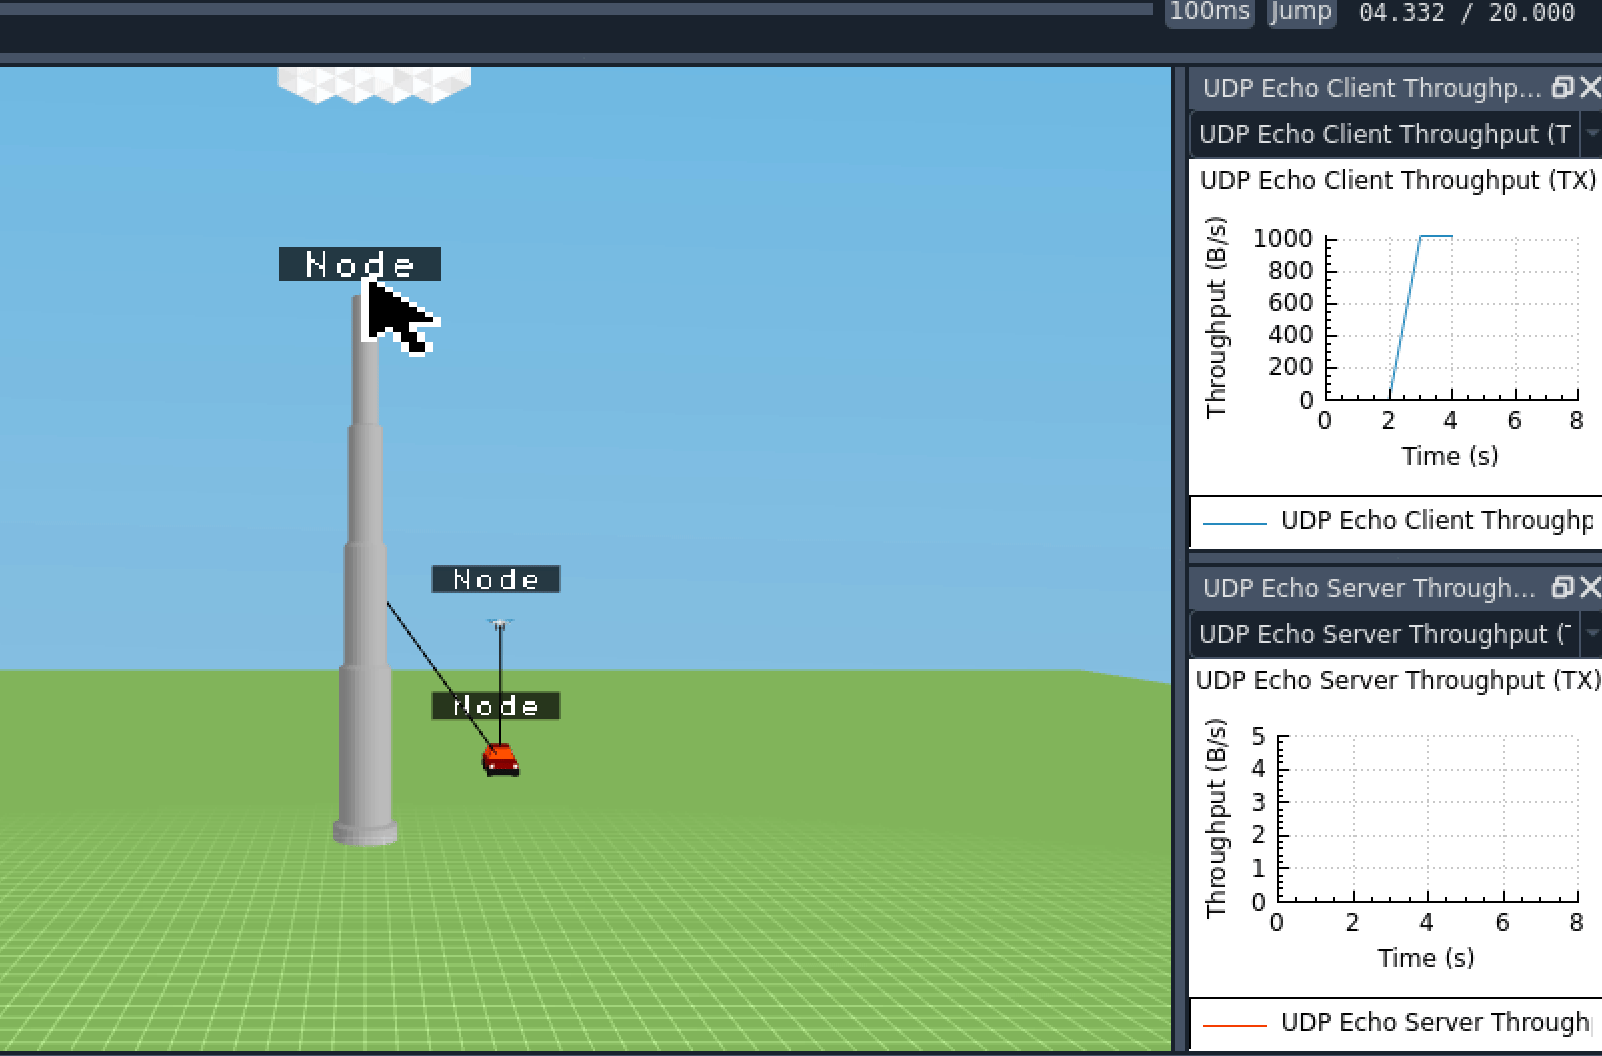 100ms Jump 04.332 / 20.000
Node
Node
Node
UDP Echo Client Throughp...
UDP Echo Client Throughput (T
UDP Echo Client Throughput (TX)
Throughput (B/s)
1000
800
600
400
200
0
0 2 4 6 8
Time (s)
UDP Echo Client Throughp
UDP Echo Server Through...
UDP Echo Server Throughput (
UDP Echo Server Throughput (TX)
Throughput (B/s)
5
4
3
2
1
0
0 2 4 6 8
Time (s)
UDP Echo Server Through